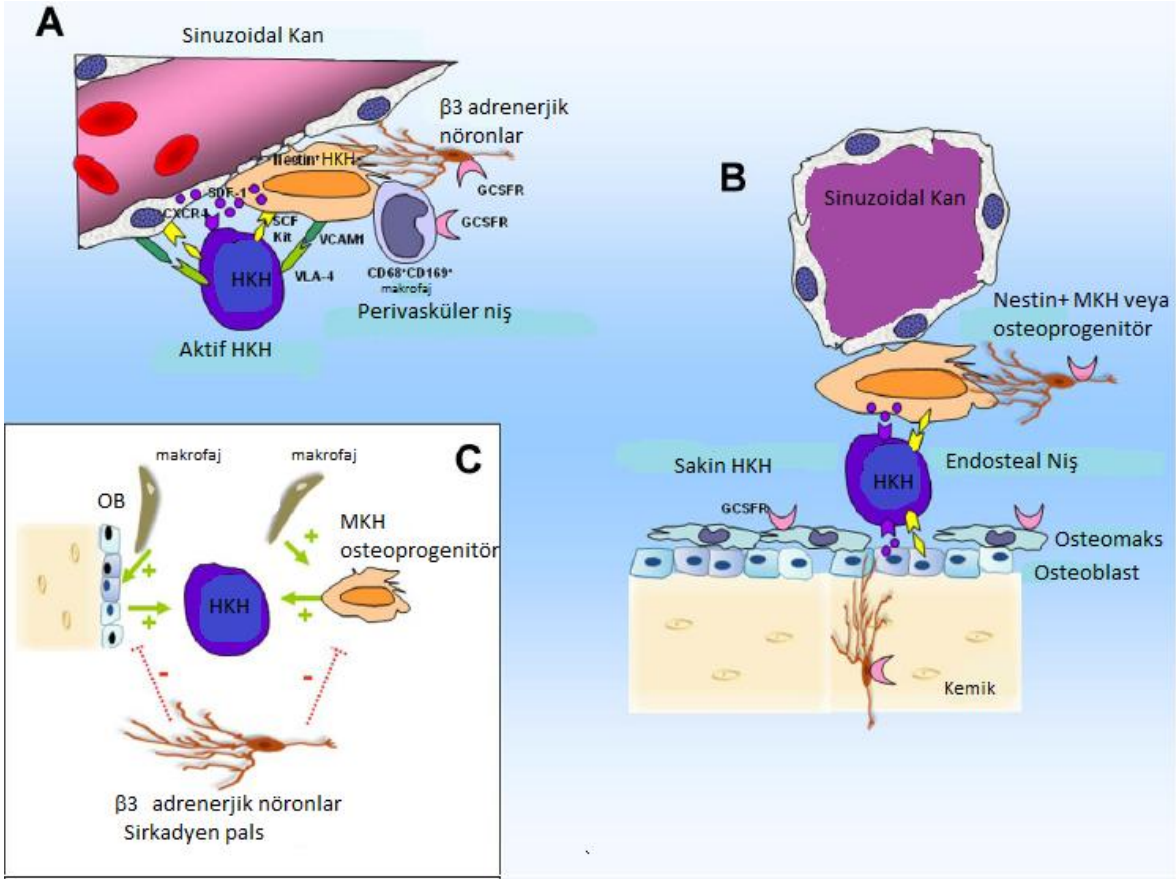 A
Sinuzoidal Kan
β3 adrenerjik
nöronlar
Nestin⁺ HKH
GCSFR
SDF-1
CXCR4
SCF
Kit
VCAM1
GCSFR
HKH
VLA-4
CD68⁺CD169⁺
makrofaj
Perivasküler niş
Aktif HKH
B
Sinuzoidal Kan
Nestin+ MKH veya
osteoprogenitör
Sakin HKH
HKH
Endosteal Niş
GCSFR
Osteomaks
Osteoblast
Kemik
C
makrofaj
makrofaj
OB
MKH
osteoprogenitör
+
+
HKH
+
+
-
-
β3 adrenerjik nöronlar
Sirkadyen pals